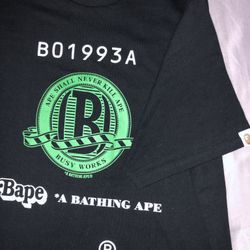 B01993A
APE SHALL NEVER KILL APE
B
BUSY WORKS
*A BATHING APE®
Bape *A BATHING APE
B